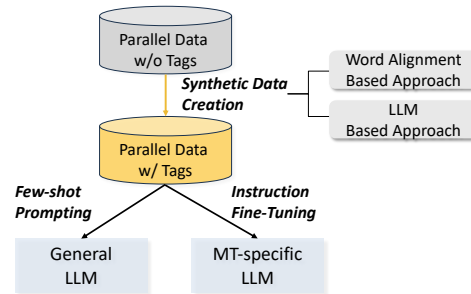 Parallel Data
w/o Tags
Synthetic Data
Creation
Word Alignment
Based Approach
LLM
Based Approach
Parallel Data
w/ Tags
Few-shot
Prompting
Instruction
Fine-Tuning
General
LLM
MT-specific
LLM